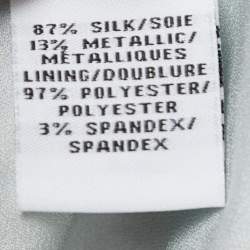 87% SILK/SOIE
13% METALLIC/
MÉTALLIQUES
LINING/DOUBLURE
97% POLYESTER/
POLYESTER
3% SPANDEX/
SPANDEX